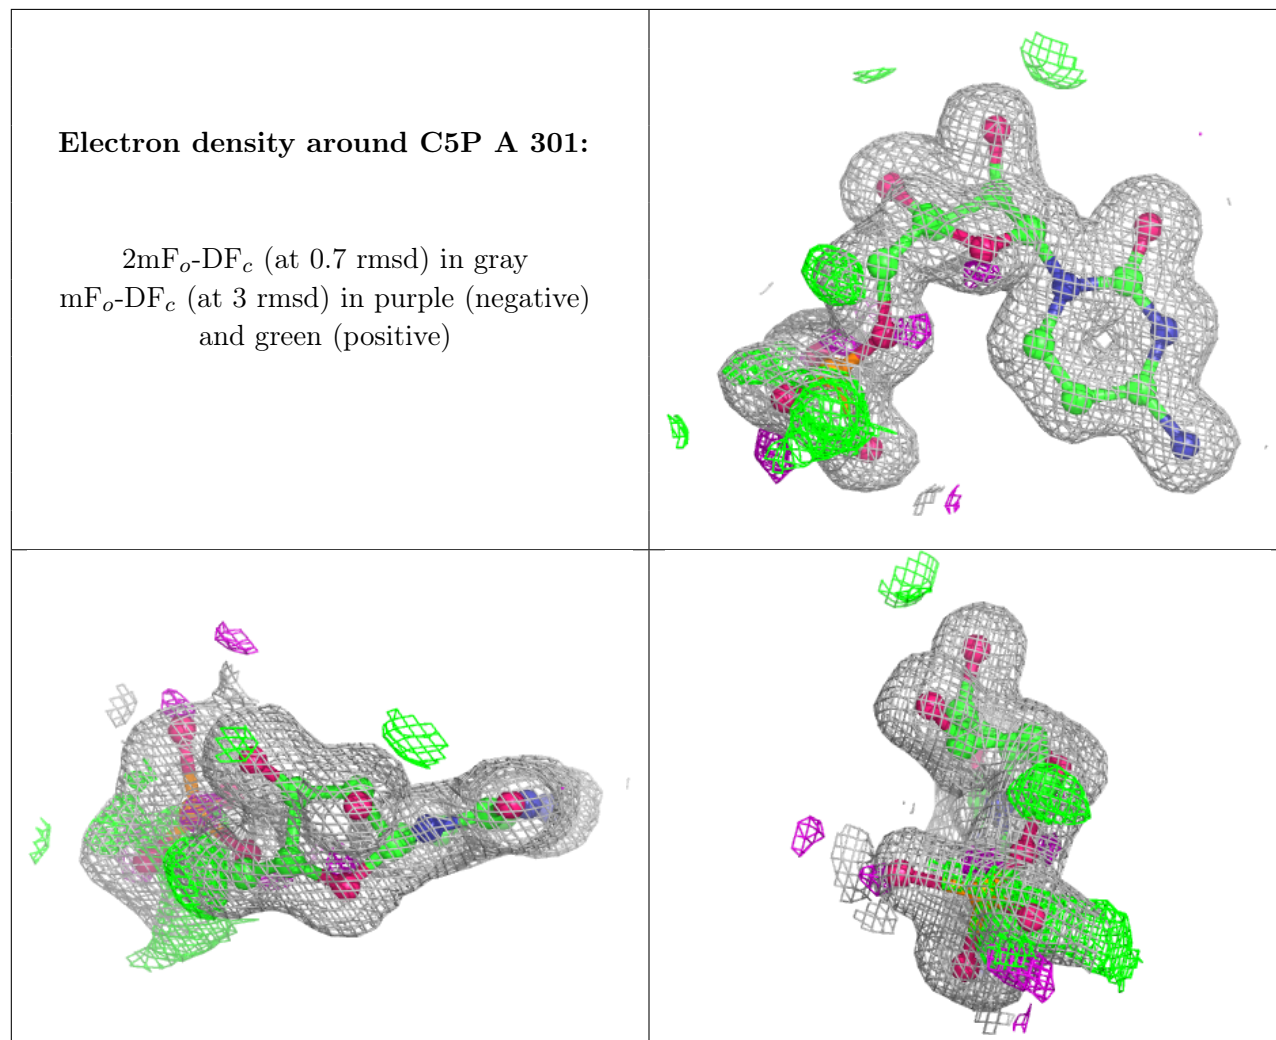 Electron density around C5P A 301:
2mFo-DFc (at 0.7 rmsd) in gray
mFo-DFc (at 3 rmsd) in purple (negative)
and green (positive)